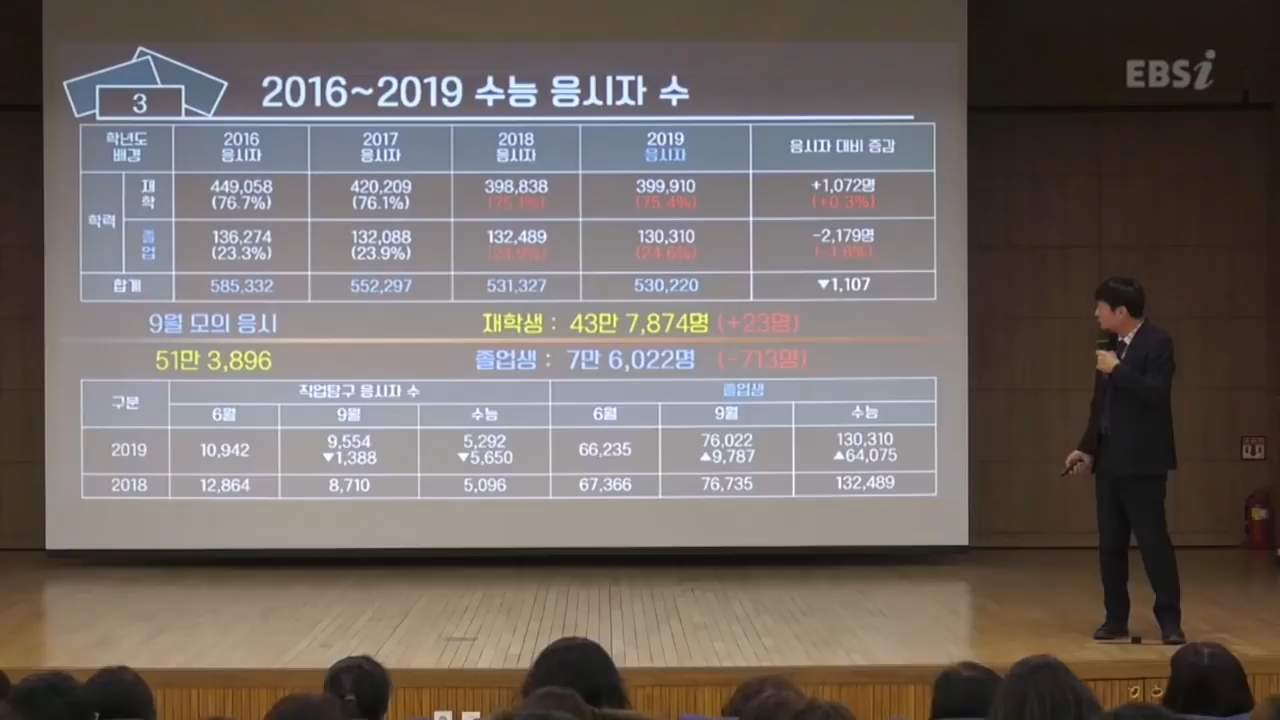 EBSi
3
2016~2019 수능 응시자 수
학년도 배경 2016 응시자 2017 응시자 2018 응시자 2019 응시자 응시자 대비 증감
학력 재학 449,058 (76.7%) 420,209 (76.1%) 398,838 (75.1%) 399,910 (75.4%) +1,072명 (+0.3%)
졸업 136,274 (23.3%) 132,088 (23.9%) 132,489 (24.9%) 130,310 (24.6%) -2,179명 (-1.6%)
합계 585,332 552,297 531,327 530,220 ▼1,107
9월 모의 응시 재학생 : 43만 7,874명 (+23명)
51만 3,896 졸업생 : 7만 6,022명 (-713명)
구분 직업탐구 응시자 수 졸업생
6월 9월 수능 6월 9월 수능
2019 10,942 9,554 ▼1,388 5,292 ▼5,650 66,235 76,022 ▲9,787 130,310 ▲64,075
2018 12,864 8,710 5,096 67,366 76,735 132,489